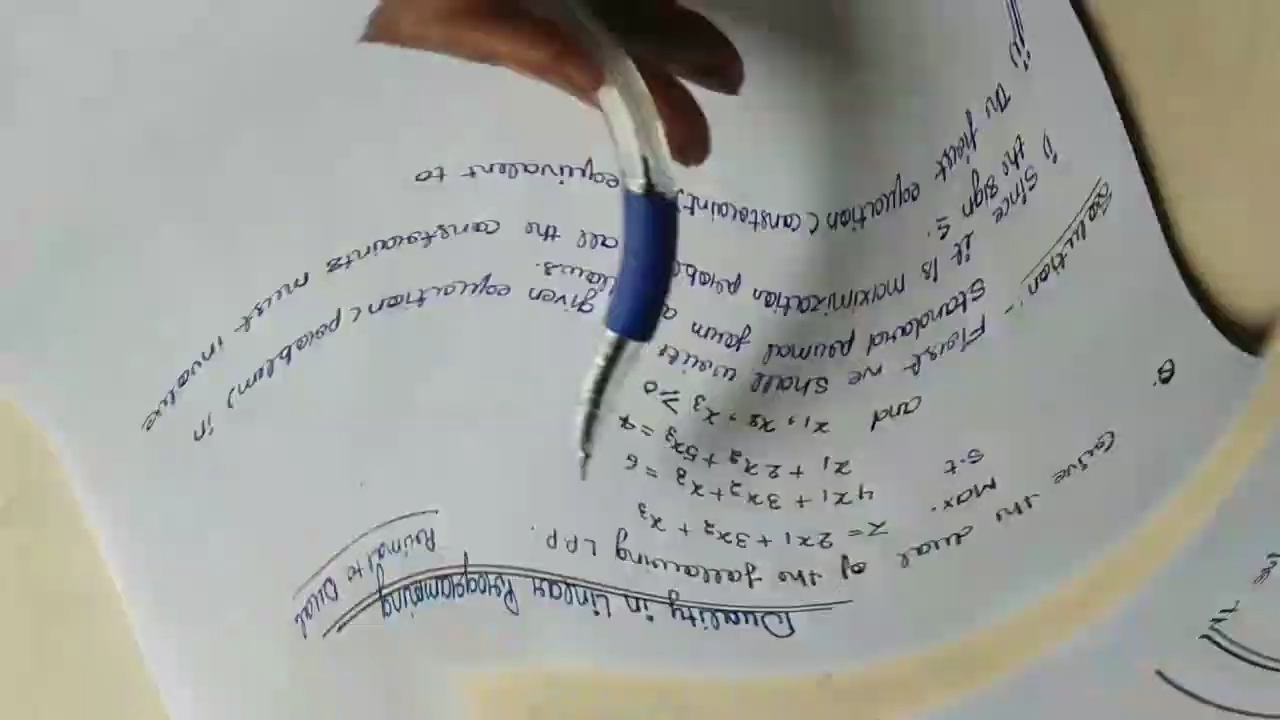 Duality in Linear Programming
Primal to Dual
Q. Give the dual of the following LPP.
Max. Z = 2x1 + 3x2 + x3
s.t 4x1 + 3x2 + x3 = 6
x1 + 2x2 + 5x3 = 4
and x1, x2, x3 ≥ 0
Solution :- First we shall write given equation (problem) in
standard primal form as follows.
i) Since it is maximization all the constraints must involve
the sign ≤.
ii) The first equation (constraint) equivalent to